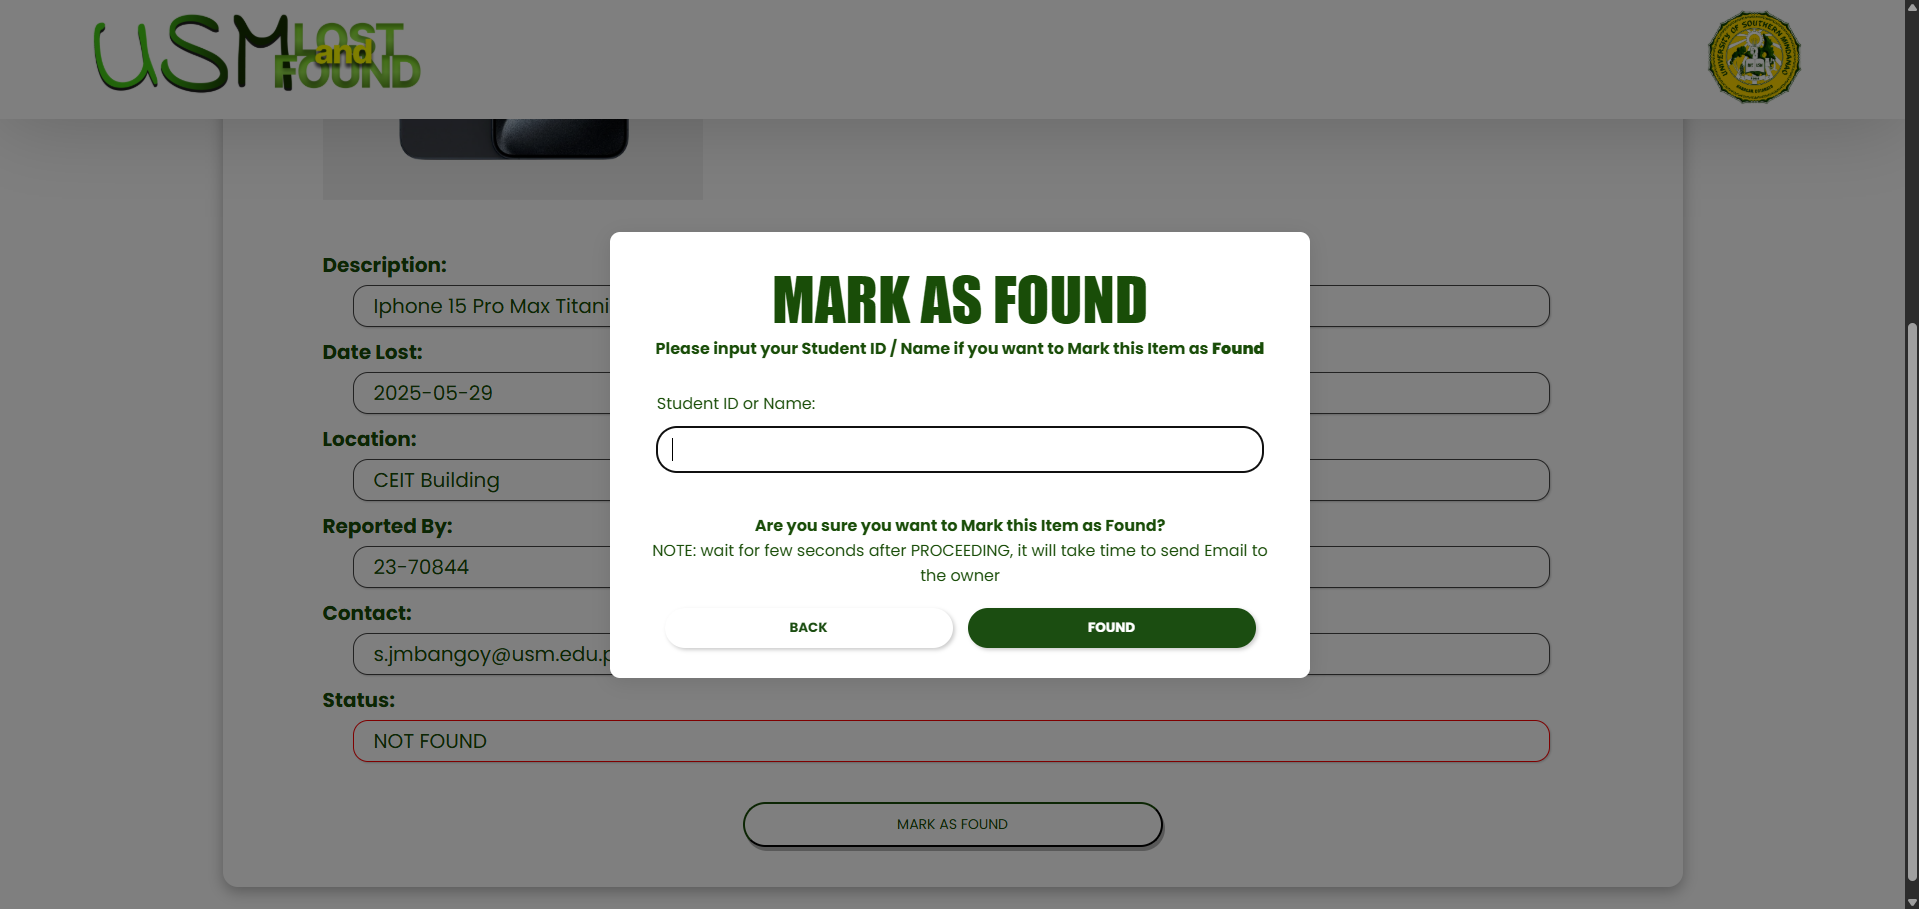 USM LOST
and
FOUND
UNIVERSITY OF SOUTHERN MINDANAO
Description:
Iphone 15 Pro Max Titani
Date Lost:
2025-05-29
Location:
CEIT Building
Reported By:
23-70844
Contact:
s.jmbangoy@usm.edu.p
Status:
NOT FOUND
MARK AS FOUND
MARK AS FOUND
Please input your Student ID / Name if you want to Mark this Item as Found
Student ID or Name:
Are you sure you want to Mark this Item as Found?
NOTE: wait for few seconds after PROCEEDING, it will take time to send Email to
the owner
BACK
FOUND